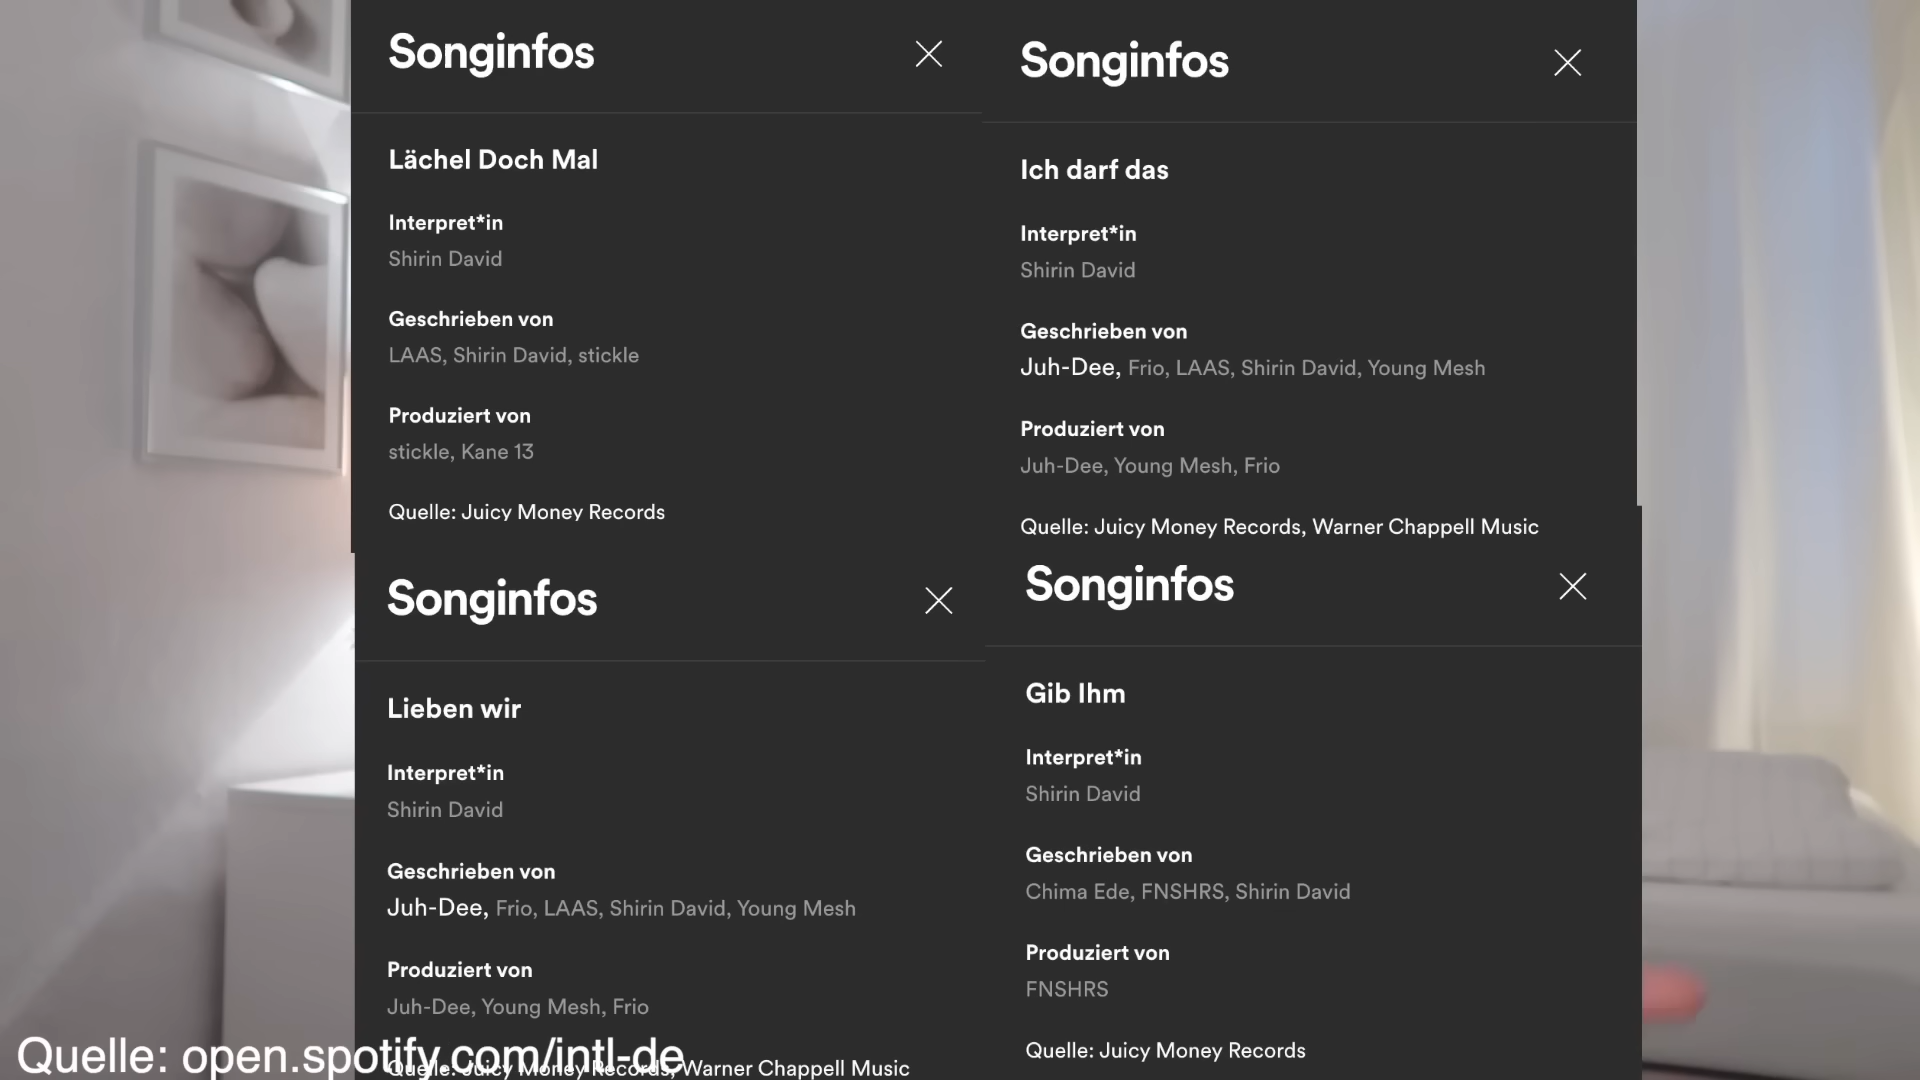 Songinfos
Lächel Doch Mal
Interpret*in
Shirin David
Geschrieben von
LAAS, Shirin David, stickle
Produziert von
stickle, Kane 13
Quelle: Juicy Money Records
Songinfos
Ich darf das
Interpret*in
Shirin David
Geschrieben von
Juh-Dee, Frio, LAAS, Shirin David, Young Mesh
Produziert von
Juh-Dee, Young Mesh, Frio
Quelle: Juicy Money Records, Warner Chappell Music
Songinfos
Lieben wir
Interpret*in
Shirin David
Geschrieben von
Juh-Dee, Frio, LAAS, Shirin David, Young Mesh
Produziert von
Juh-Dee, Young Mesh, Frio
Quelle: Juicy Money Records, Warner Chappell Music
Songinfos
Gib Ihm
Interpret*in
Shirin David
Geschrieben von
Chima Ede, FNSHRS, Shirin David
Produziert von
FNSHRS
Quelle: Juicy Money Records
Quelle: open.spotify.com/intl-de